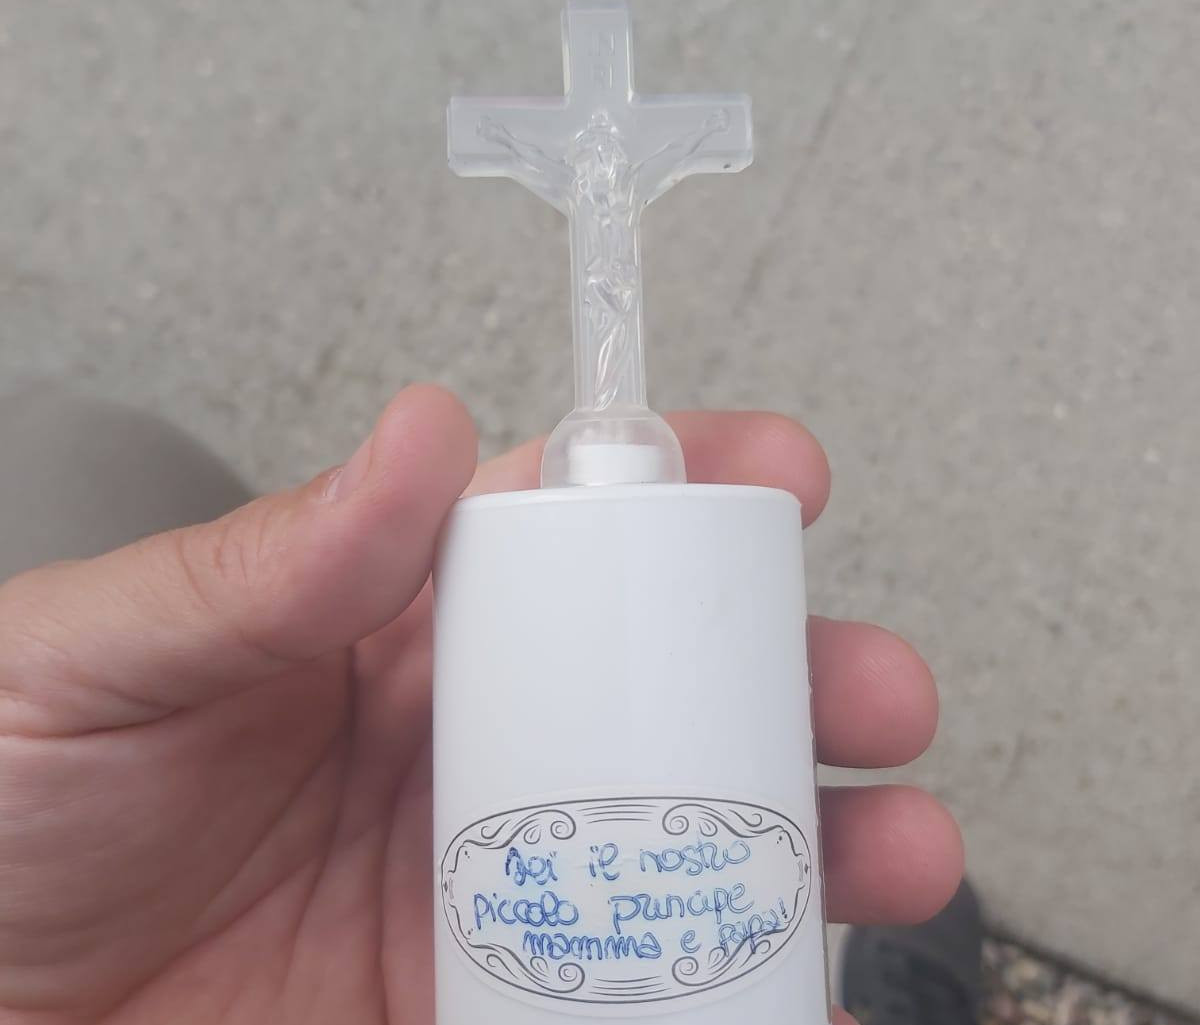 Sei il nostro
piccolo principe
mamma e papà!